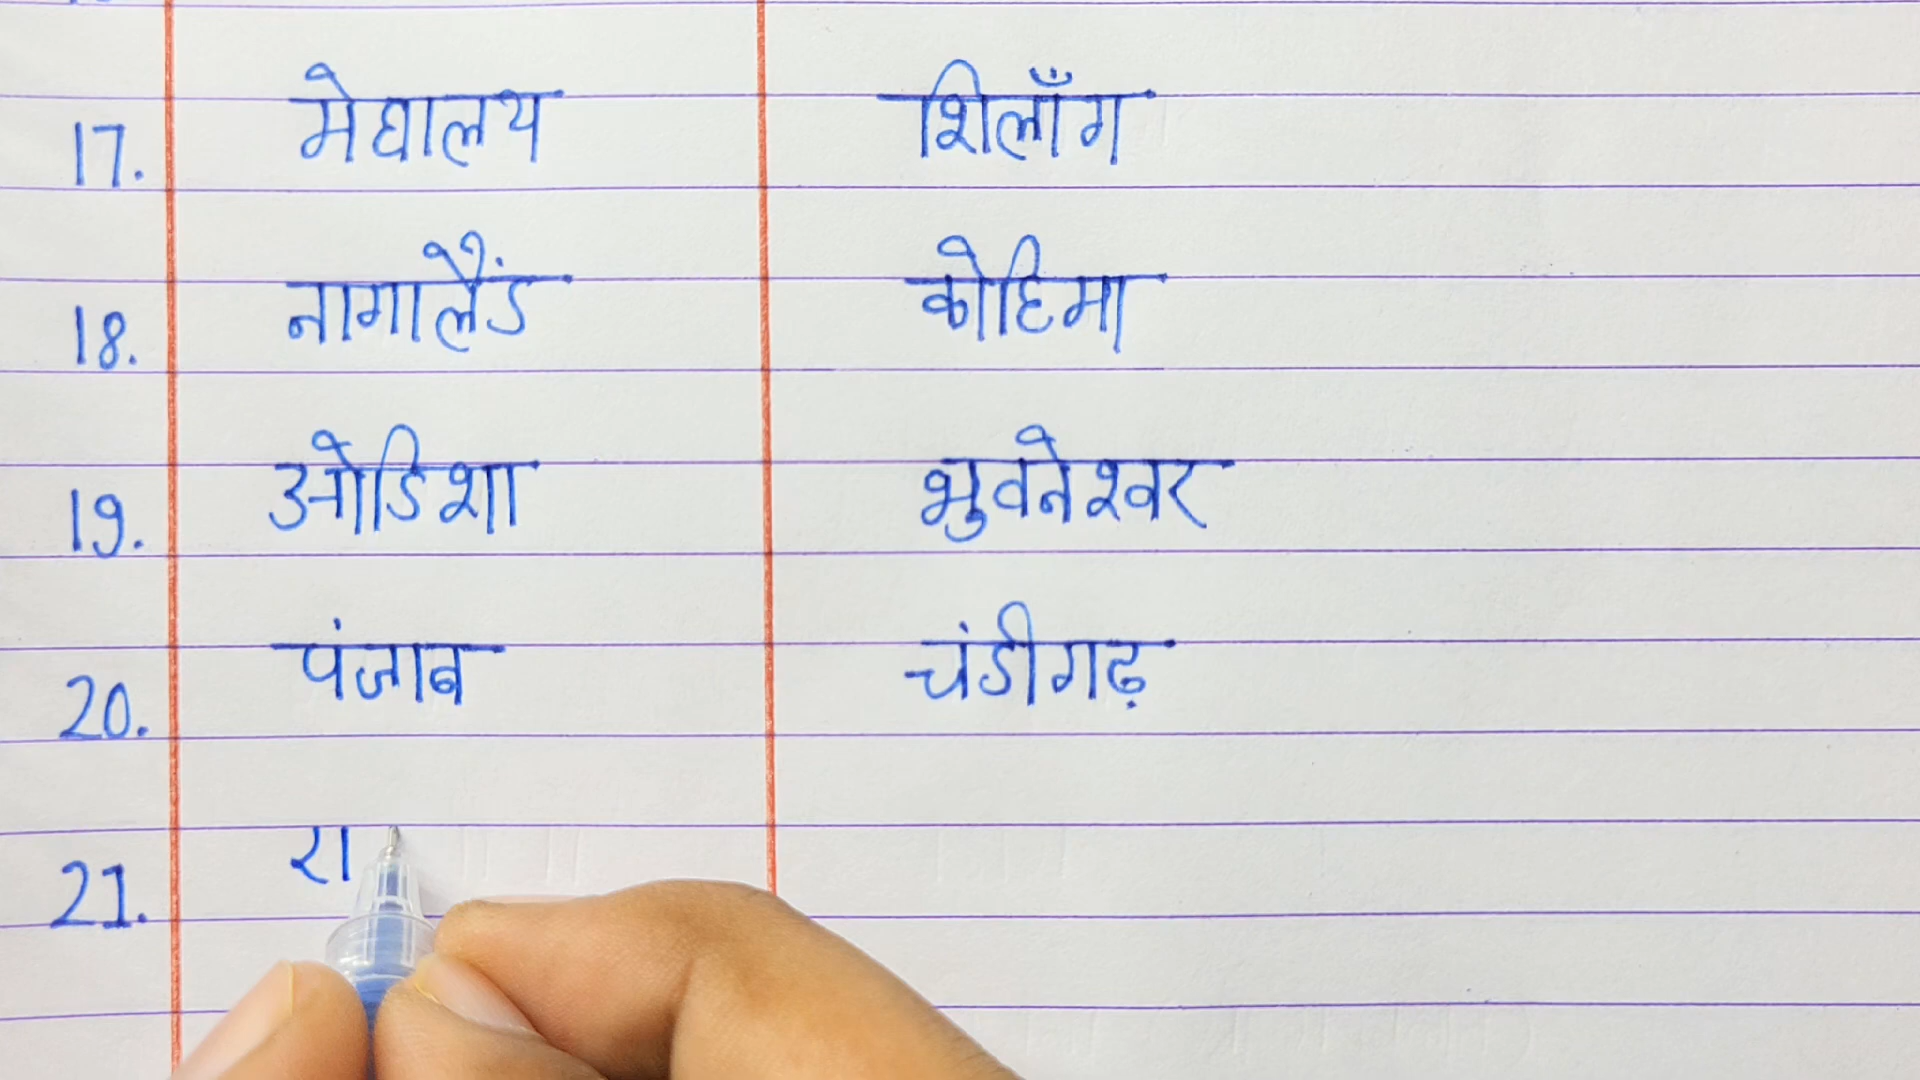 17. मेघालय शिलाँग
18. नागालैंड कोहिमा
19. ओडिशा भुवनेश्वर
20. पंजाब चंडीगढ़
21. रा